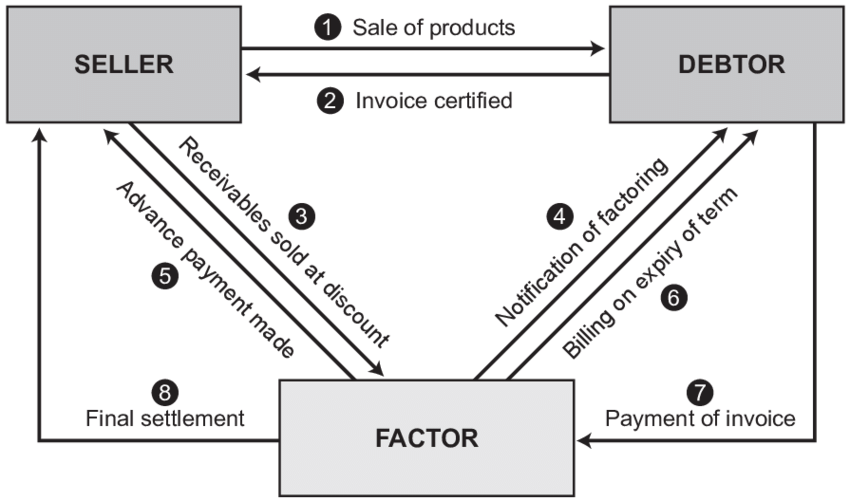 SELLER
1 Sale of products
DEBTOR
2 Invoice certified
3 Receivables sold at discount
4 Notification of factoring
5 Advance payment made
6 Billing on expiry of term
8 Final settlement
7 Payment of invoice
FACTOR